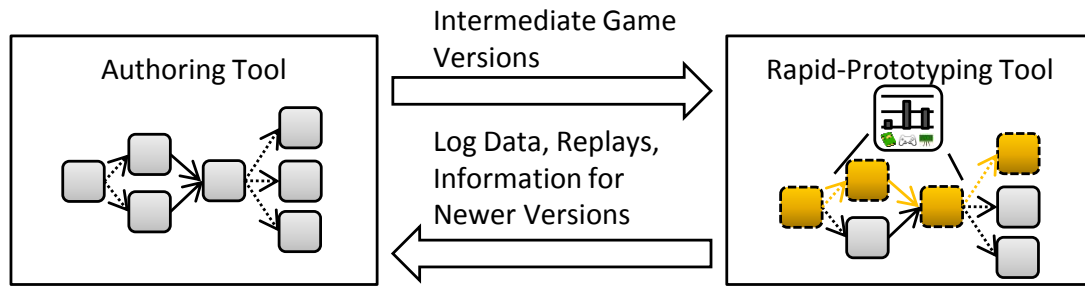 Authoring Tool
Intermediate Game
Versions
Log Data, Replays,
Information for
Newer Versions
Rapid-Prototyping Tool